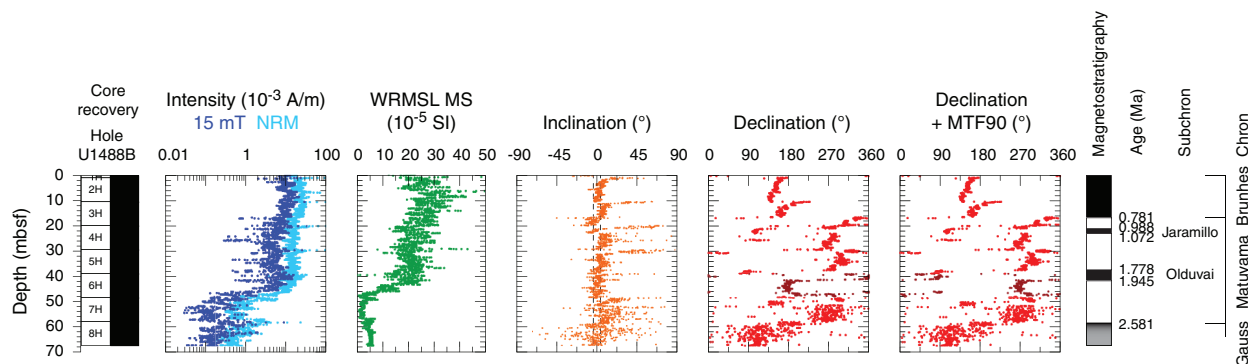 Core
recovery
Hole
U1488B
Intensity (10-3 A/m)
15 mT NRM
0.01 1 100
WRMSL MS
(10-5 SI)
0 10 20 30 40 50
Inclination (°)
-90 -45 0 45 90
Declination (°)
0 90 180 270 360
Declination
+ MTF90 (°)
0 90 180 270 360
Magnetostratigraphy
Age (Ma)
Subchron
Chron
Depth (mbsf)
0
10
20
30
40
50
60
70
2H
3H
4H
5H
6H
7H
8H
0.781
0.988
1.072
1.778
1.945
2.581
Jaramillo
Olduvai
Brunhes
Matuyama
Gauss